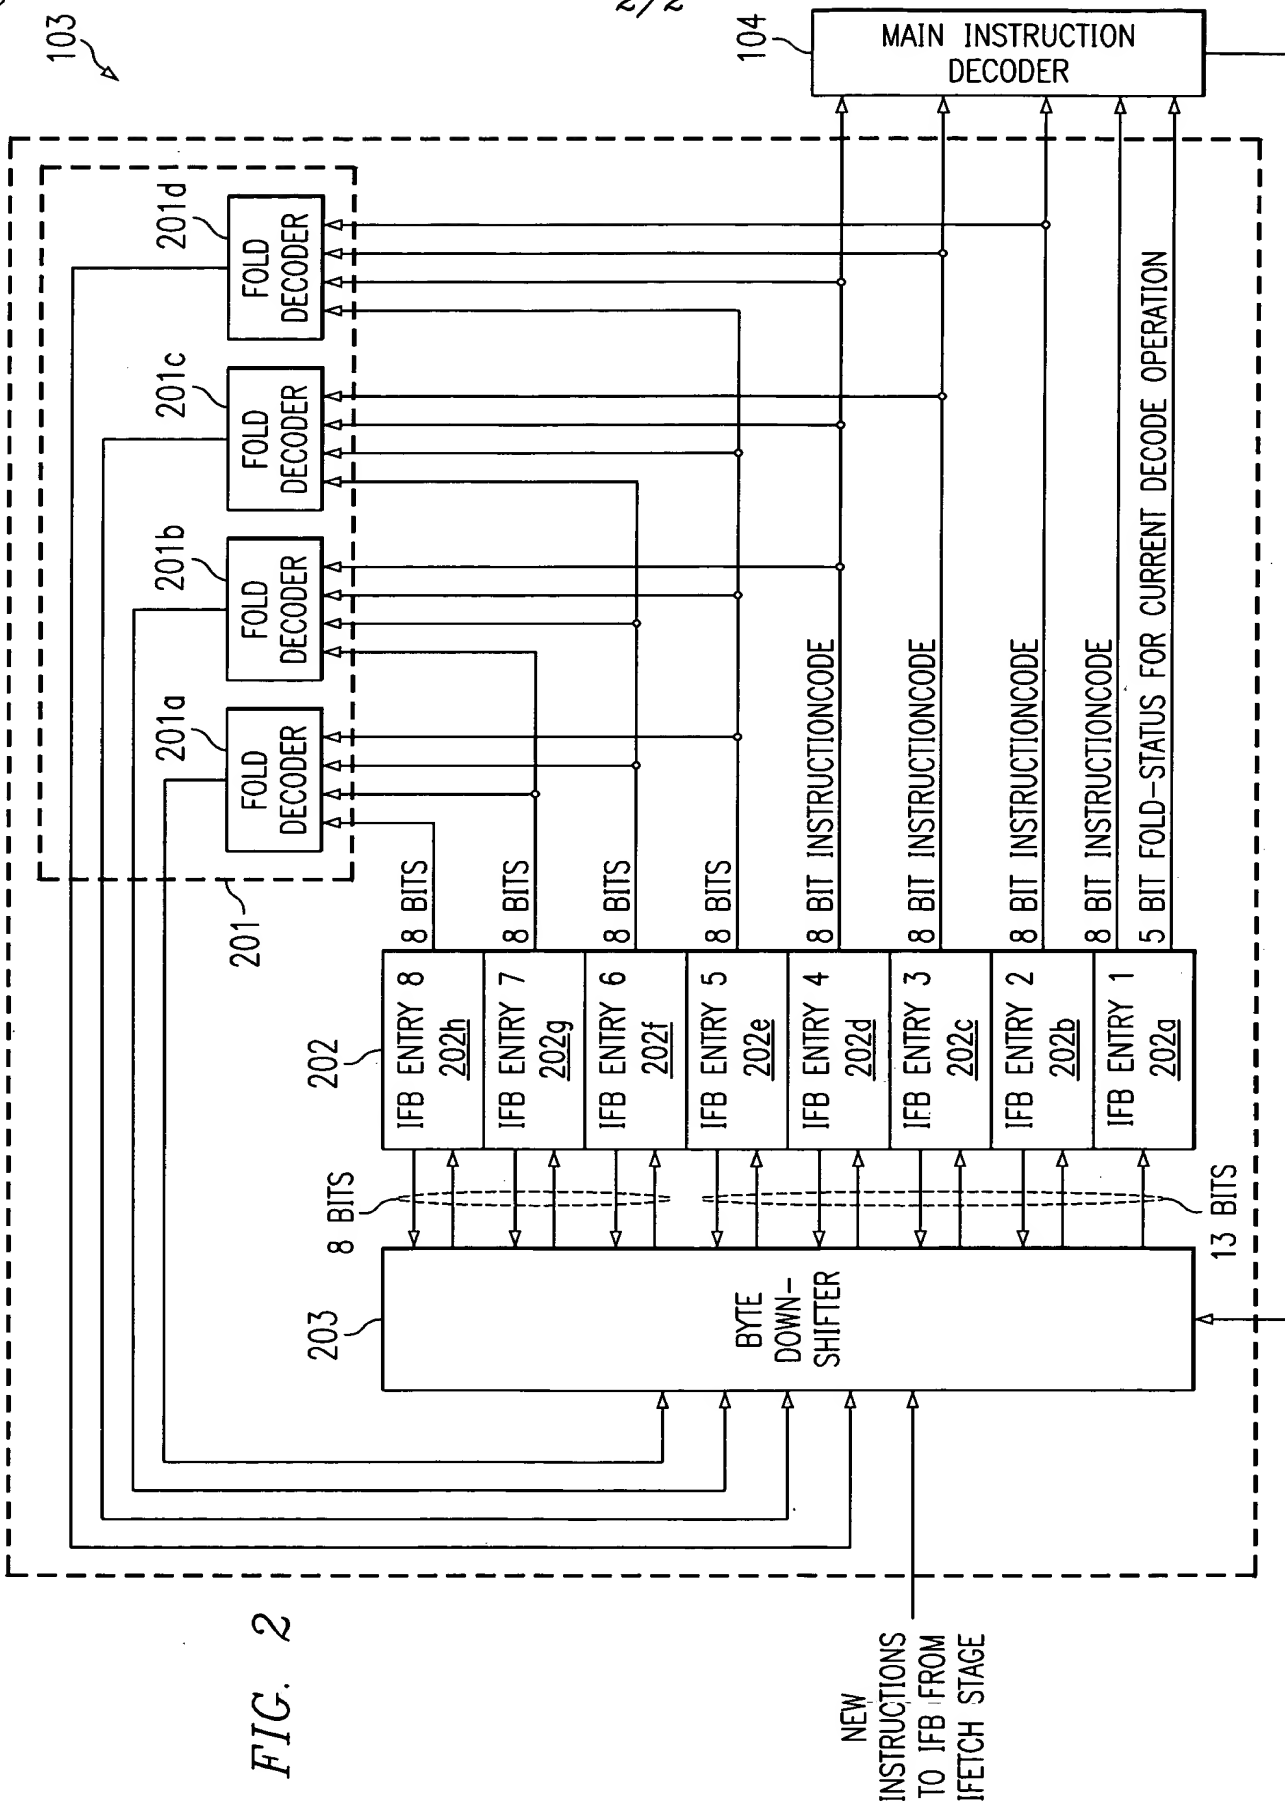 2/2
103
104
MAIN INSTRUCTION
DECODER
201d
FOLD
DECODER
201c
FOLD
DECODER
201b
FOLD
DECODER
201a
FOLD
DECODER
201
8 BITS
8 BITS
8 BITS
8 BITS
8 BIT INSTRUCTIONCODE
8 BIT INSTRUCTIONCODE
8 BIT INSTRUCTIONCODE
8 BIT INSTRUCTIONCODE
5 BIT FOLD-STATUS FOR CURRENT DECODE OPERATION
202
IFB ENTRY 8
202h
IFB ENTRY 7
202g
IFB ENTRY 6
202f
IFB ENTRY 5
202e
IFB ENTRY 4
202d
IFB ENTRY 3
202c
IFB ENTRY 2
202b
IFB ENTRY 1
202a
8 BITS
13 BITS
203
BYTE
DOWN-
SHIFTER
NEW
INSTRUCTIONS
TO IFB FROM
IFETCH STAGE
FIG. 2